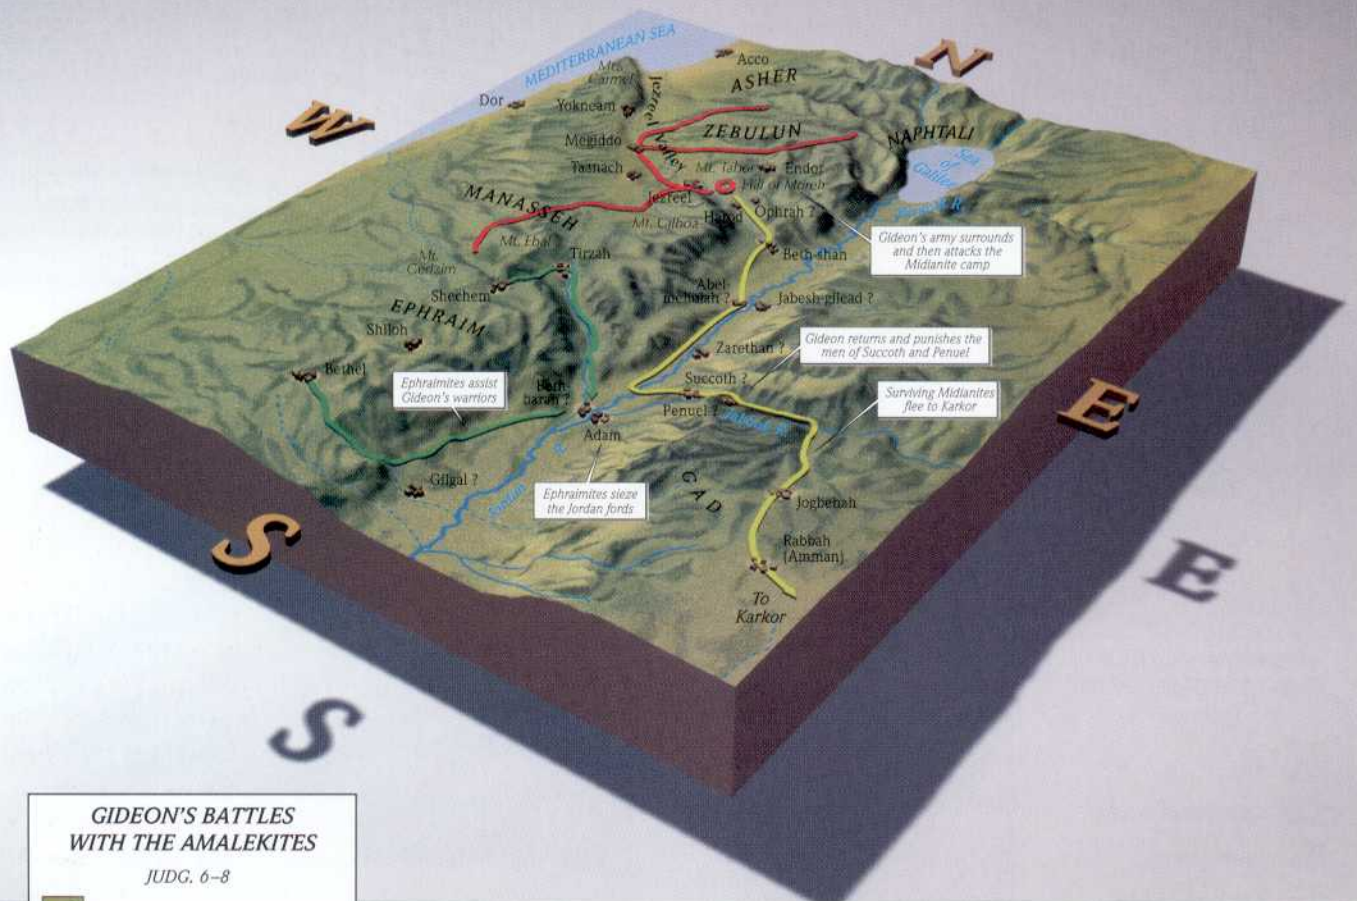 N
MEDITERRANEAN SEA
Acco
Mts.
Carmel
ASHER
W
Dor
Yokneam
Jezreel Valley
ZEBULUN
NAPHTALI
Megiddo
Sea
of
Galilee
Taanach
Mt. Tabor
Endor
Hill of Moreh
Jezreel
MANASSEH
Harod
Ophrah ?
Mt. Gilboa
Gideon's army surrounds
and then attacks the
Midianite camp
Mt. Ebal
Tirzah
Beth-shan
Mt.
Gerizim
Shechem
Abel
mehulah ?
Jabesh-gilead ?
EPHRAIM
Shiloh
Zarethan ?
Gideon returns and punishes the
men of Succoth and Penuel
Bethel
Ephraimites assist
Gideon's warriors
Beth
barah ?
Succoth ?
Surviving Midianites
flee to Karkor
E
Penuel ?
Jabbok R.
Adam
Gilgal ?
Jordan R.
Ephraimites sieze
the Jordan fords
GAD
Jogbehah
S
Rabbah
(Amman)
To
Karkor
E
S
GIDEON'S BATTLES
WITH THE AMALEKITES
JUDG. 6–8